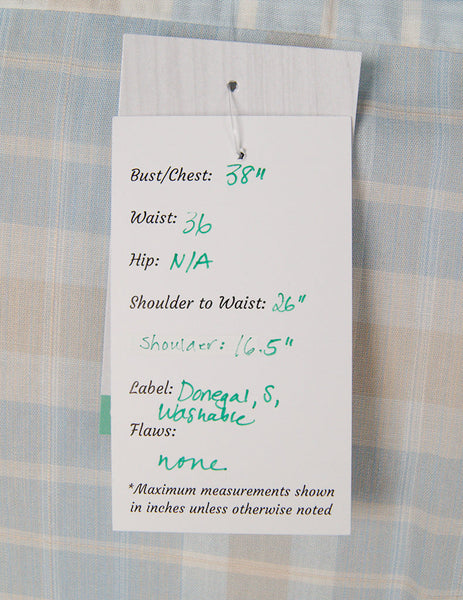 Bust/Chest: 38"
Waist: 36
Hip: N/A
Shoulder to Waist: 26"
Shoulder: 16.5"
Label: Donegal, S,
Washable
Flaws:
none
*Maximum measurements shown
in inches unless otherwise noted